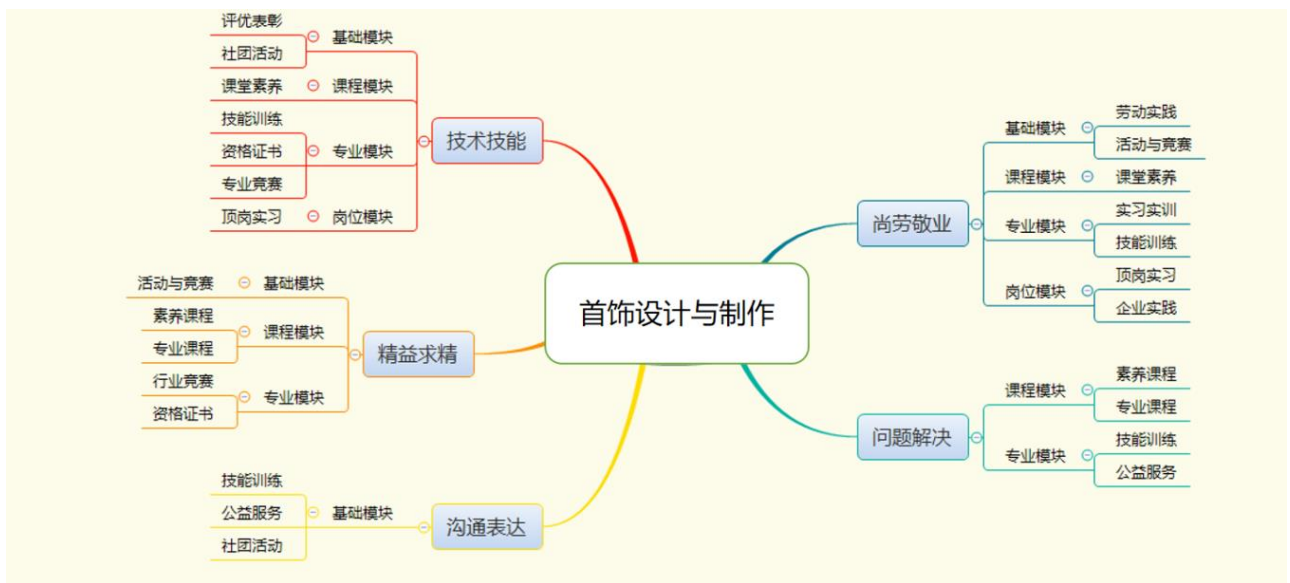 首饰设计与制作
技术技能
基础模块
评优表彰
社团活动
课程模块
课堂素养
专业模块
技能训练
资格证书
专业竞赛
岗位模块
顶岗实习
精益求精
基础模块
活动与竞赛
课程模块
素养课程
专业课程
专业模块
行业竞赛
资格证书
沟通表达
基础模块
技能训练
公益服务
社团活动
尚劳敬业
基础模块
劳动实践
活动与竞赛
课程模块
课堂素养
专业模块
实习实训
技能训练
岗位模块
顶岗实习
企业实践
问题解决
课程模块
素养课程
专业课程
专业模块
技能训练
公益服务